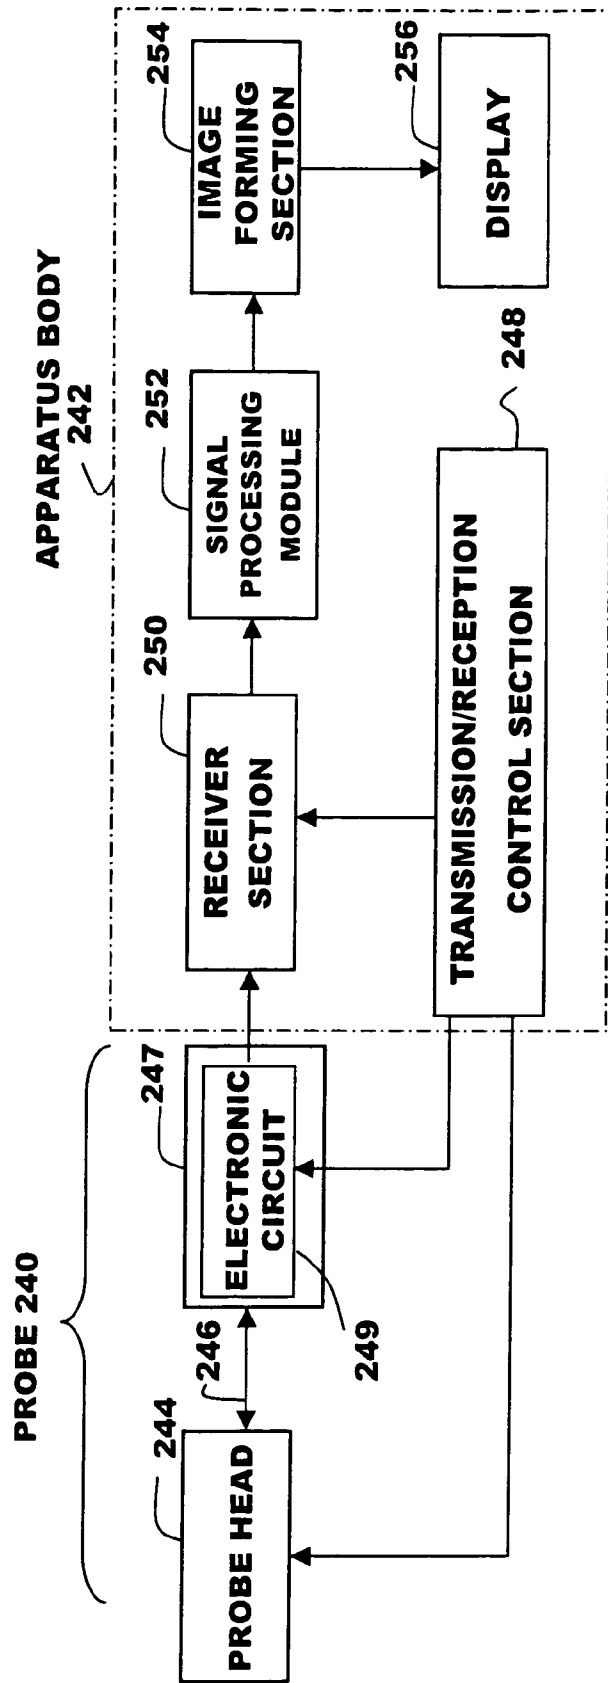 PROBE 240
APPARATUS BODY
242
244
PROBE HEAD
246
247
ELECTRONIC
CIRCUIT
249
250
RECEIVER
SECTION
252
SIGNAL
PROCESSING
MODULE
254
IMAGE
FORMING
SECTION
256
DISPLAY
248
TRANSMISSION/RECEPTION
CONTROL SECTION